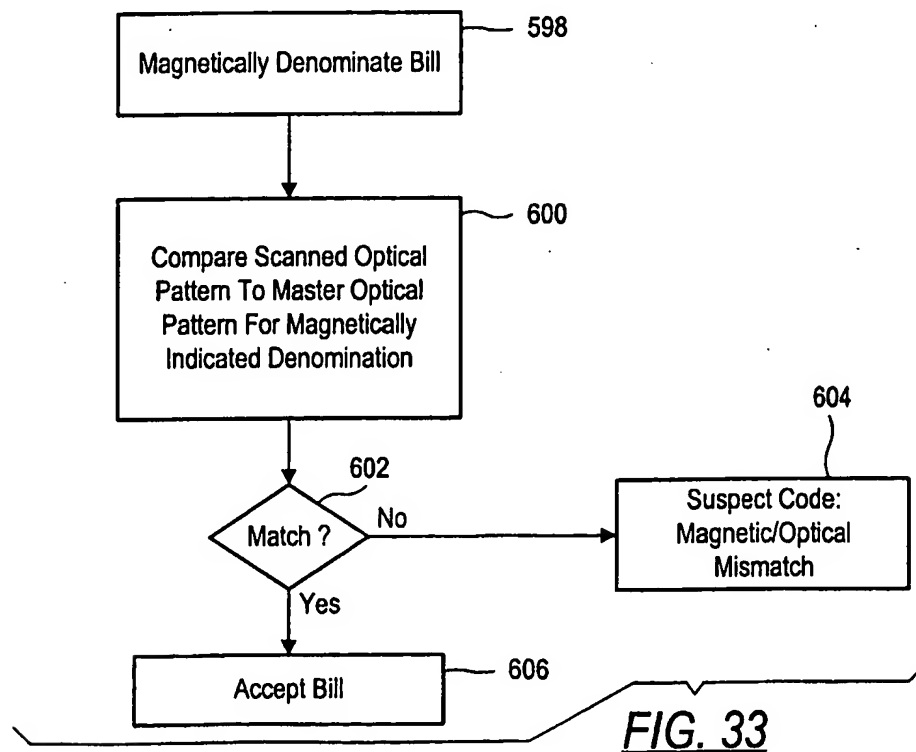 598
Magnetically Denominate Bill
600
Compare Scanned Optical
Pattern To Master Optical
Pattern For Magnetically
Indicated Denomination
602
Match ?
No
604
Suspect Code:
Magnetic/Optical
Mismatch
Yes
606
Accept Bill
FIG. 33